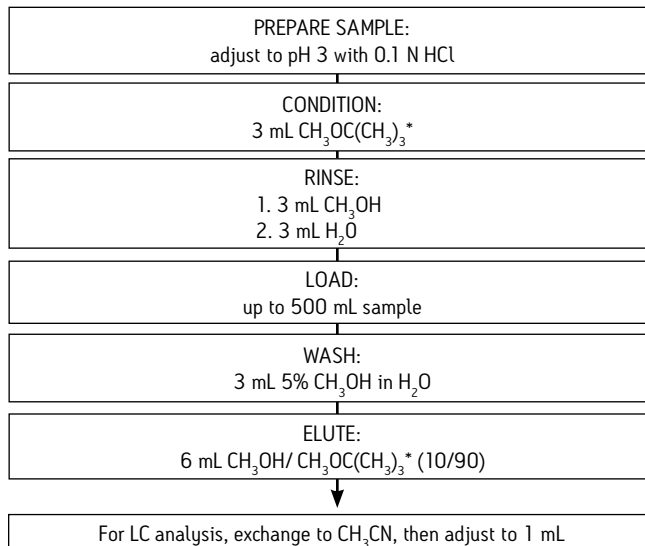 PREPARE SAMPLE:
adjust to pH 3 with 0.1 N HCl
CONDITION:
3 mL CH₃OC(CH₃)₃*
RINSE:
1. 3 mL CH₃OH
2. 3 mL H₂O
LOAD:
up to 500 mL sample
WASH:
3 mL 5% CH₃OH in H₂O
ELUTE:
6 mL CH₃OH/ CH₃OC(CH₃)₃* (10/90)
For LC analysis, exchange to CH₃CN, then adjust to 1 mL